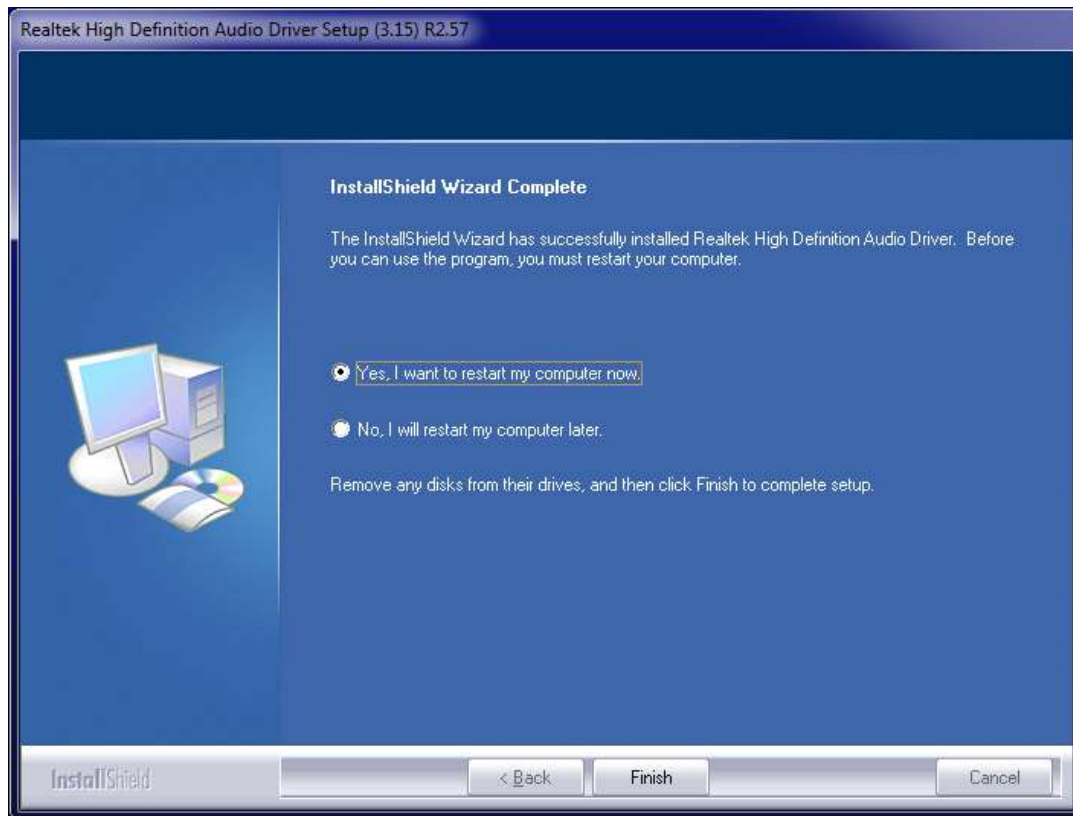 Realtek High Definition Audio Driver Setup (3.15) R2.57
InstallShield Wizard Complete
The InstallShield Wizard has successfully installed Realtek High Definition Audio Driver. Before
you can use the program, you must restart your computer.
Yes, I want to restart my computer now.
No, I will restart my computer later.
Remove any disks from their drives, and then click Finish to complete setup.
InstallShield
< Back
Finish
Cancel